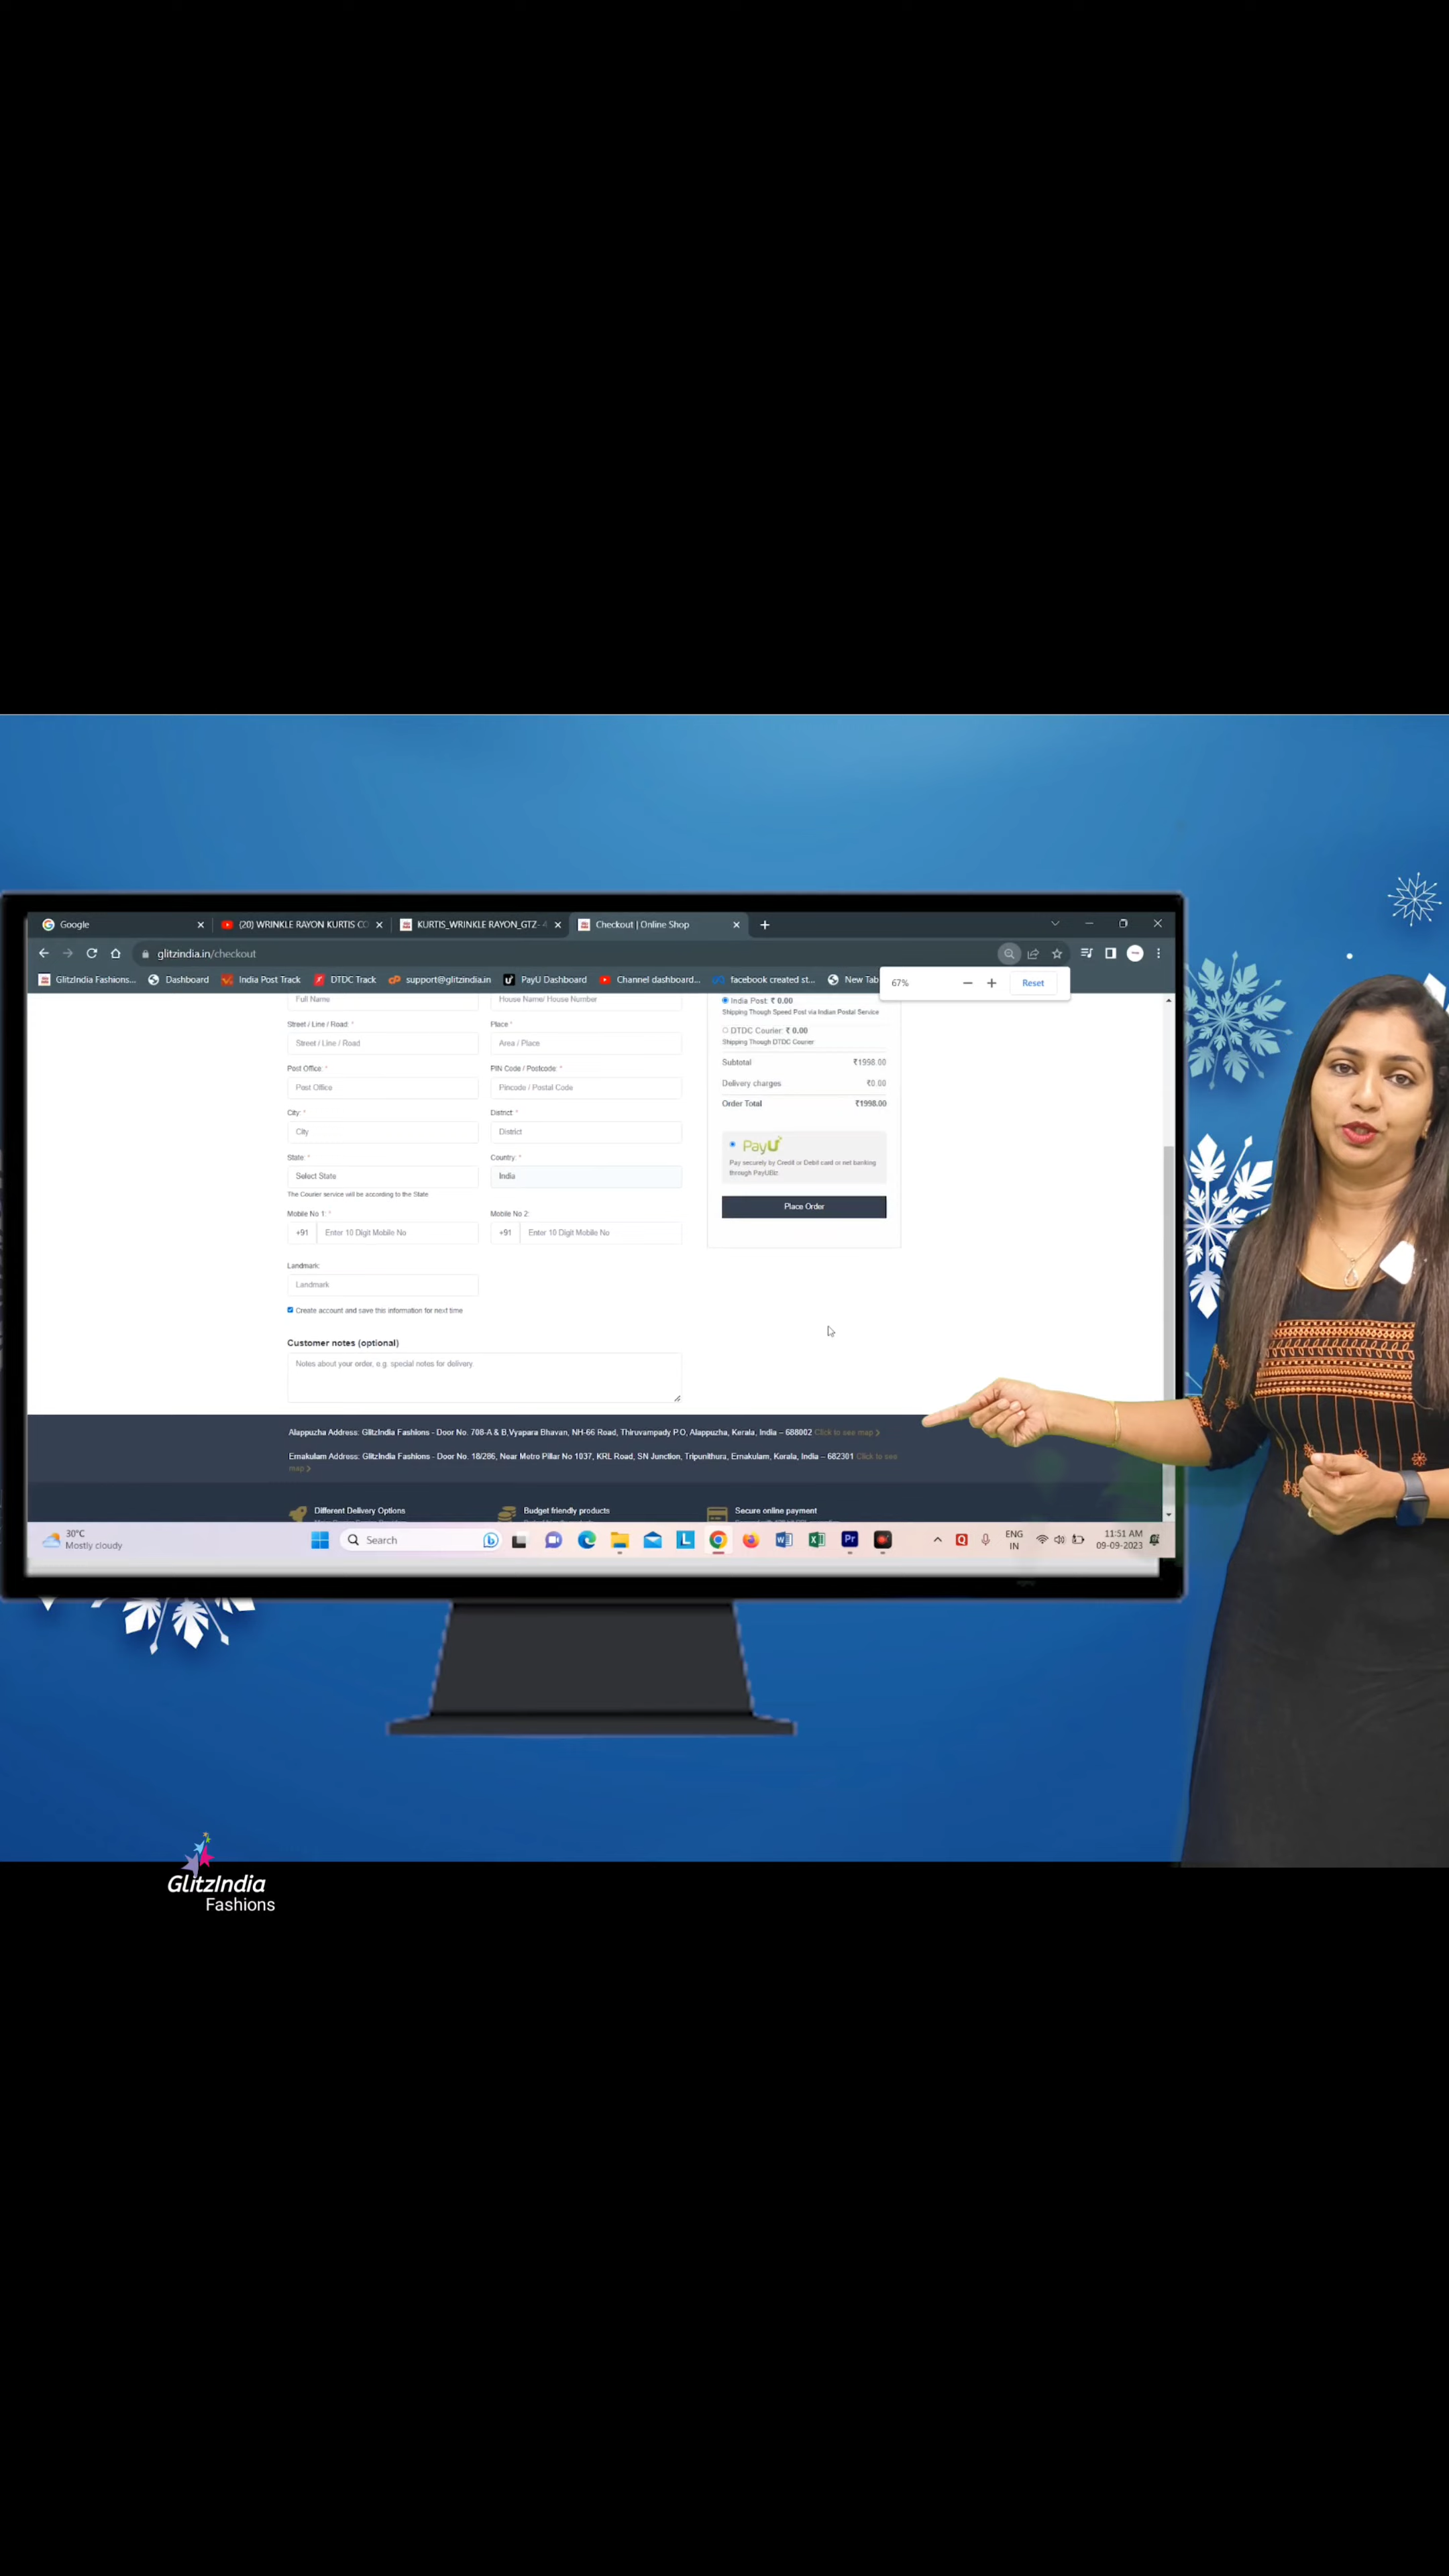 Google
(20) WRINKLE RAYON KURTIS CO
KURTIS_WRINKLE RAYON_GTZ- 4
Checkout | Online Shop
glitzindia.in/checkout
GlitzIndia Fashions...
Dashboard
India Post Track
DTDC Track
support@glitzindia.in
PayU Dashboard
Channel dashboard...
facebook created st...
New Tab
67%
Reset
Full Name
House Name/ House Number
Street / Line / Road: *
Place *
Street / Line / Road
Area / Place
Post Office: *
PIN Code / Postcode: *
Post Office
Pincode / Postal Code
City: *
District: *
City
District
State: *
Country: *
Select State
India
The Courier service will be according to the State
Mobile No 1: *
Mobile No 2:
+91 Enter 10 Digit Mobile No
+91 Enter 10 Digit Mobile No
Landmark:
Landmark
Create account and save this information for next time
Customer notes (optional)
Notes about your order, e.g. special notes for delivery
India Post: ₹ 0.00
Shipping Though Speed Post via Indian Postal Service
DTDC Courier: ₹ 0.00
Shipping Though DTDC Courier
Subtotal ₹1998.00
Delivery charges ₹0.00
Order Total ₹1998.00
PayU
Pay securely by Credit or Debit card or net banking
through PayUBiz
Place Order
Alappuzha Address: GlitzIndia Fashions - Door No. 708-A & B,Vyapara Bhavan, NH-66 Road, Thiruvampady P.O, Alappuzha, Kerala, India – 688002 Click to see map
Ernakulam Address: GlitzIndia Fashions - Door No. 18/286, Near Metro Pillar No 1037, KRL Road, SN Junction, Tripunithura, Ernakulam, Kerala, India – 682301 Click to see
map
Different Delivery Options
Budget friendly products
Secure online payment
30°C
Mostly cloudy
Search
ENG
IN
11:51 AM
09-09-2023
GlitzIndia
Fashions